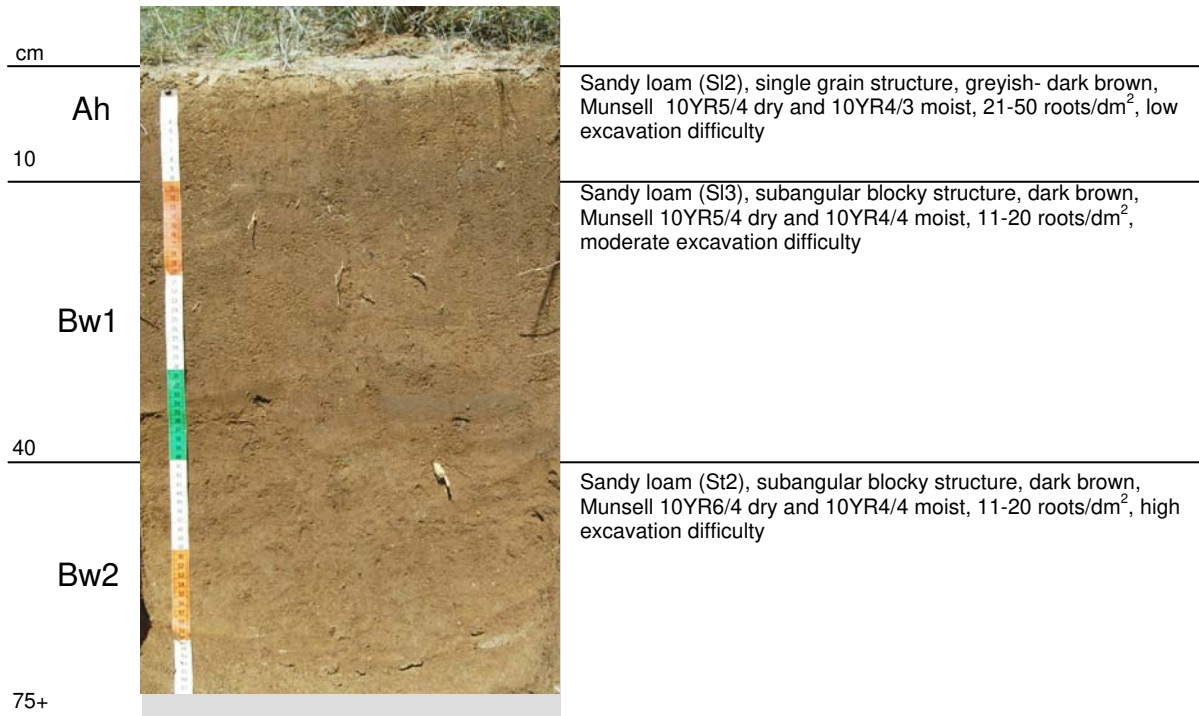 cm
Ah
Sandy loam (Sl2), single grain structure, greyish- dark brown,
Munsell 10YR5/4 dry and 10YR4/3 moist, 21-50 roots/dm², low
excavation difficulty
10
Bw1
Sandy loam (Sl3), subangular blocky structure, dark brown,
Munsell 10YR5/4 dry and 10YR4/4 moist, 11-20 roots/dm²,
moderate excavation difficulty
40
Bw2
Sandy loam (St2), subangular blocky structure, dark brown,
Munsell 10YR6/4 dry and 10YR4/4 moist, 11-20 roots/dm², high
excavation difficulty
75+